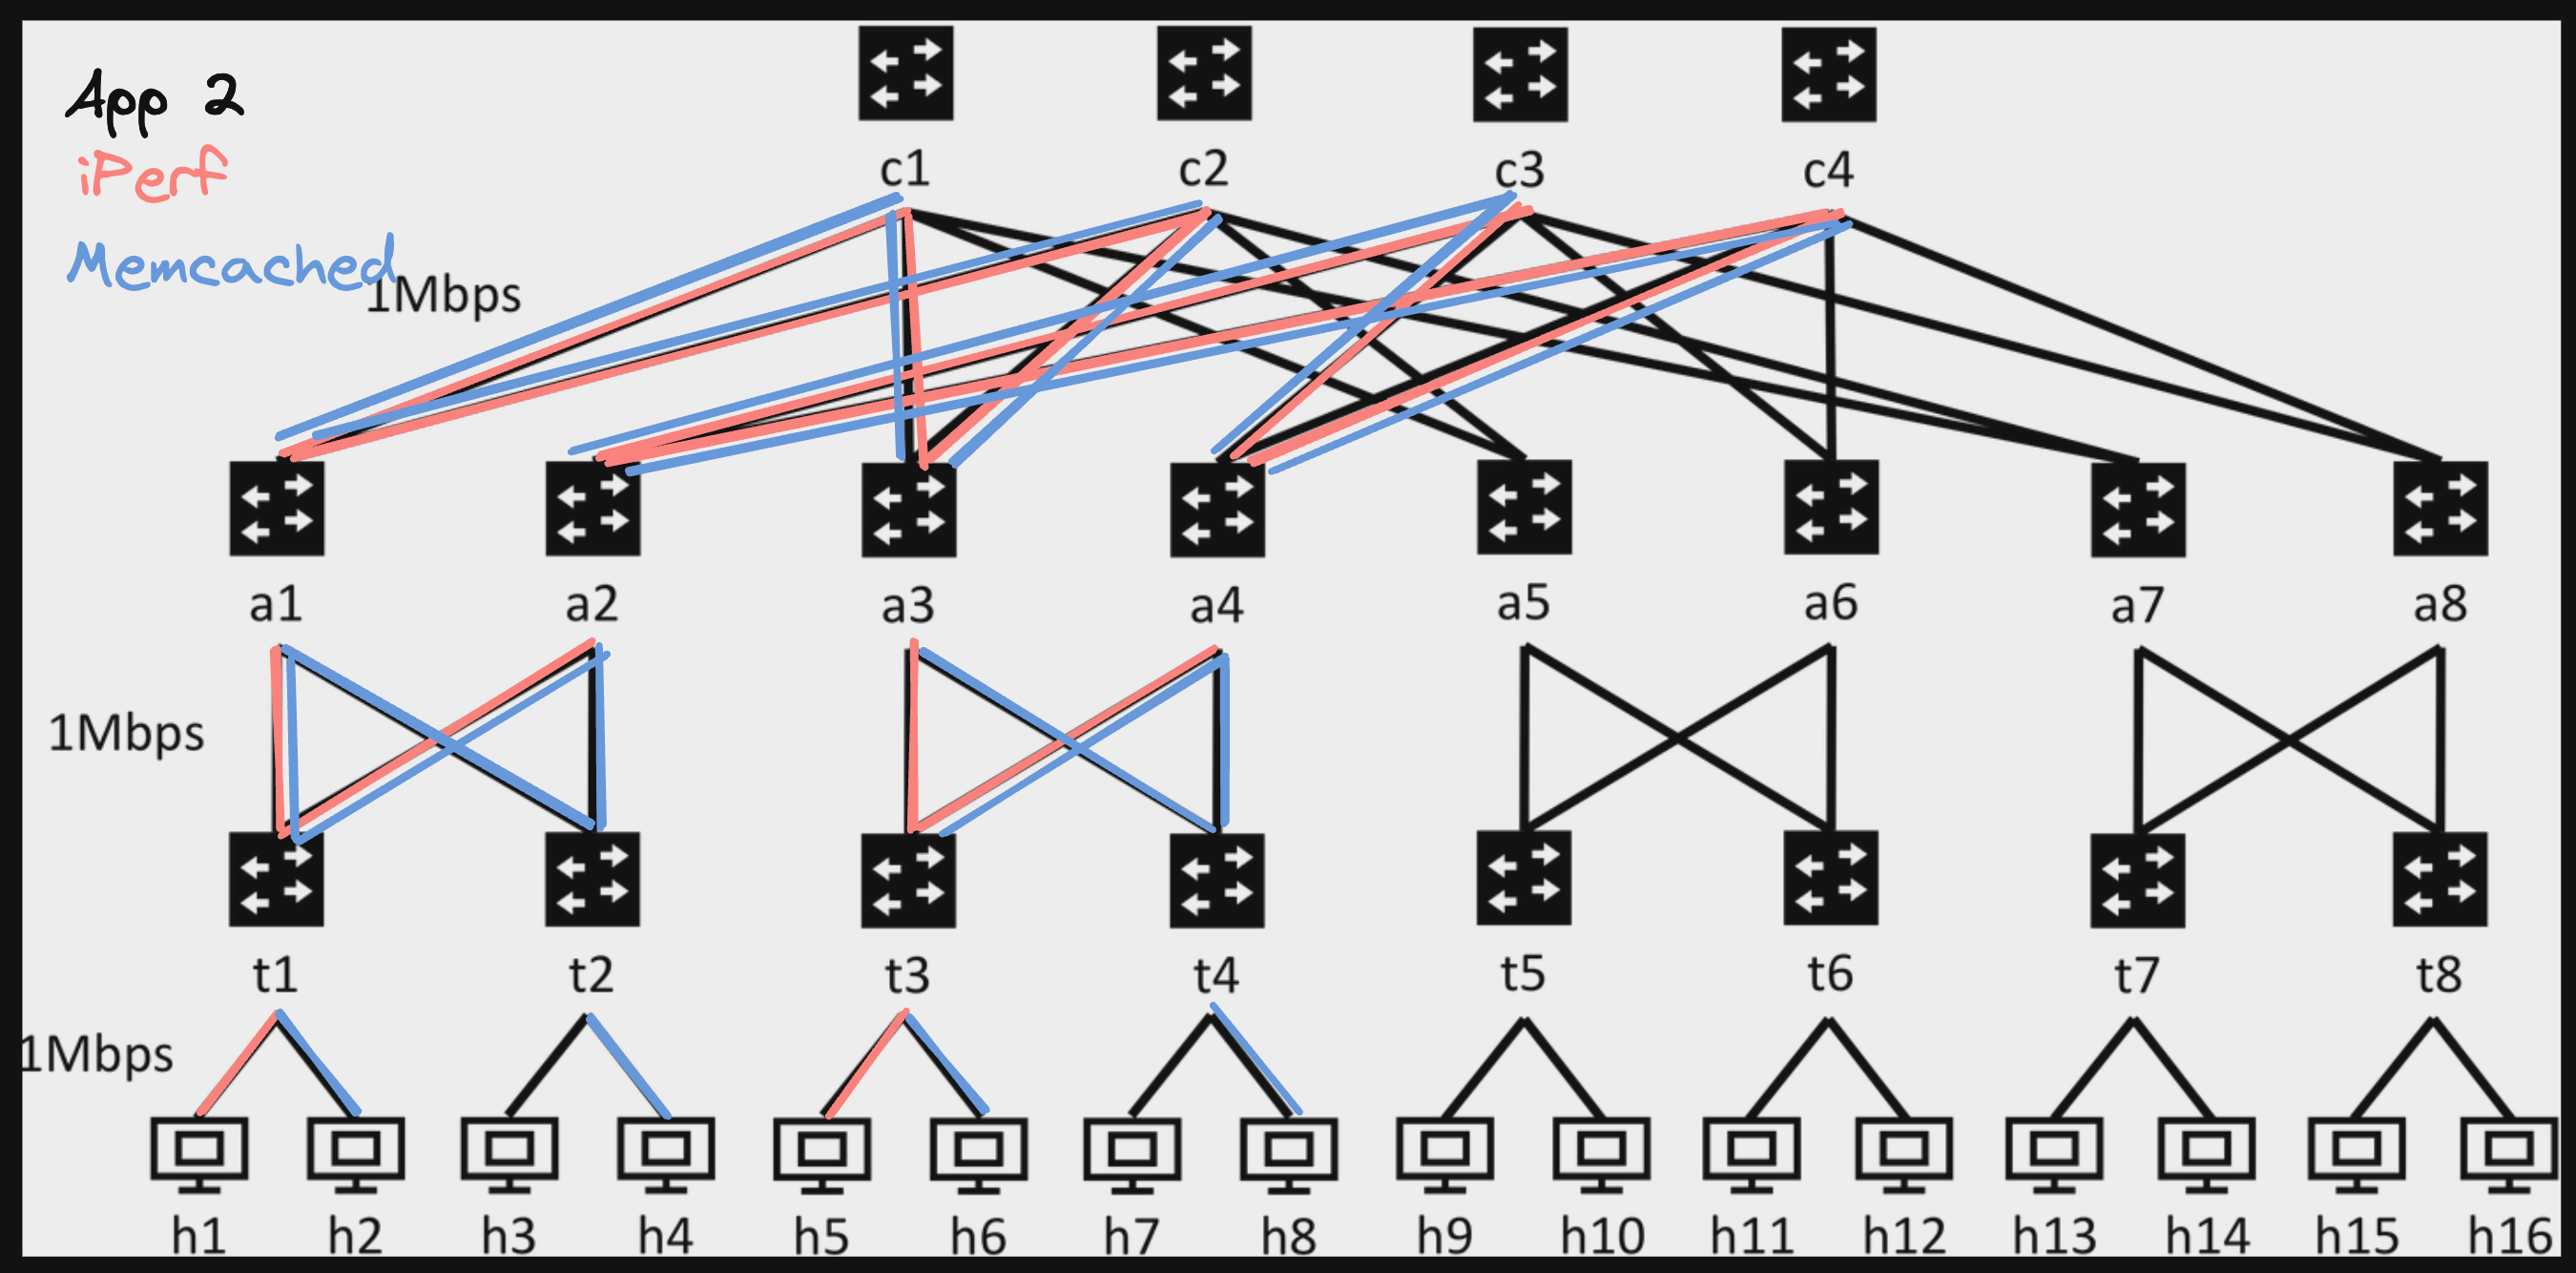 App 2
iPerf
Memcached
c1 c2 c3 c4
1Mbps
a1 a2 a3 a4 a5 a6 a7 a8
1Mbps
t1 t2 t3 t4 t5 t6 t7 t8
1Mbps
h1 h2 h3 h4 h5 h6 h7 h8 h9 h10 h11 h12 h13 h14 h15 h16